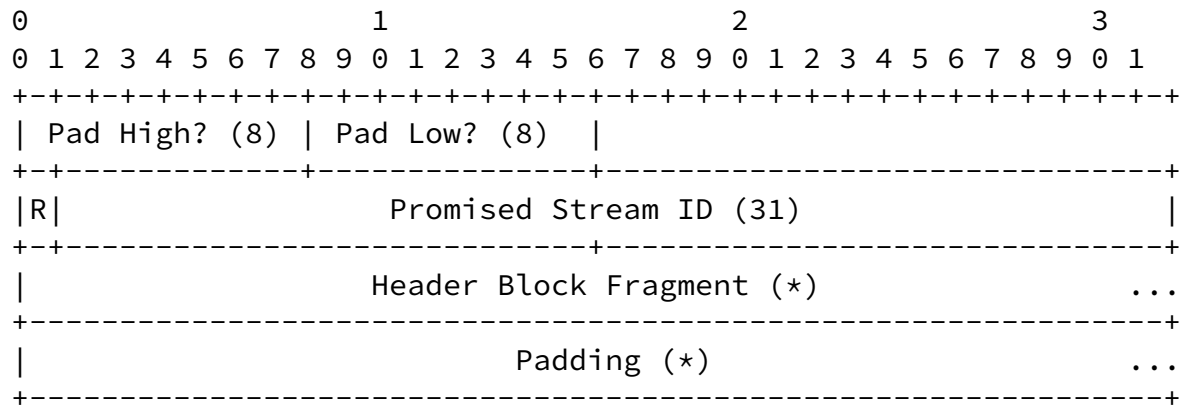 0                   1                   2                   3
0 1 2 3 4 5 6 7 8 9 0 1 2 3 4 5 6 7 8 9 0 1 2 3 4 5 6 7 8 9 0 1
+-+-+-+-+-+-+-+-+-+-+-+-+-+-+-+-+-+-+-+-+-+-+-+-+-+-+-+-+-+-+-+-+
| Pad High? (8) | Pad Low? (8)  |
+-+-------------+---------------+-------------------------------+
|R|                  Promised Stream ID (31)                    |
+-+-----------------------------+-------------------------------+
|                   Header Block Fragment (*)                 ...
+---------------------------------------------------------------+
|                           Padding (*)                       ...
+---------------------------------------------------------------+